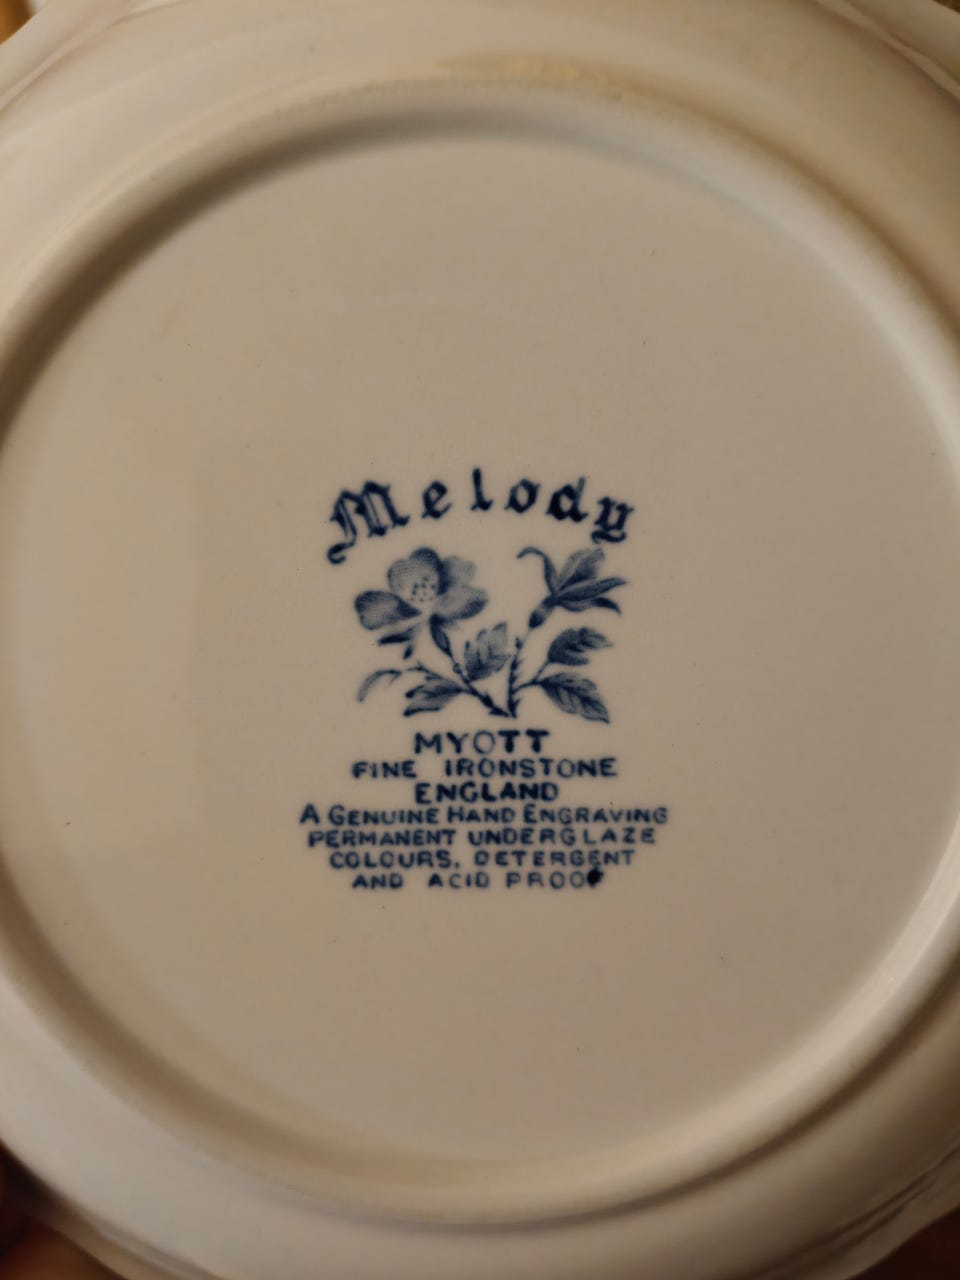 Melody
MYOTT
FINE IRONSTONE
ENGLAND
A GENUINE HAND ENGRAVING
PERMANENT UNDERGLAZE
COLOURS. DETERGENT
AND ACID PROOF